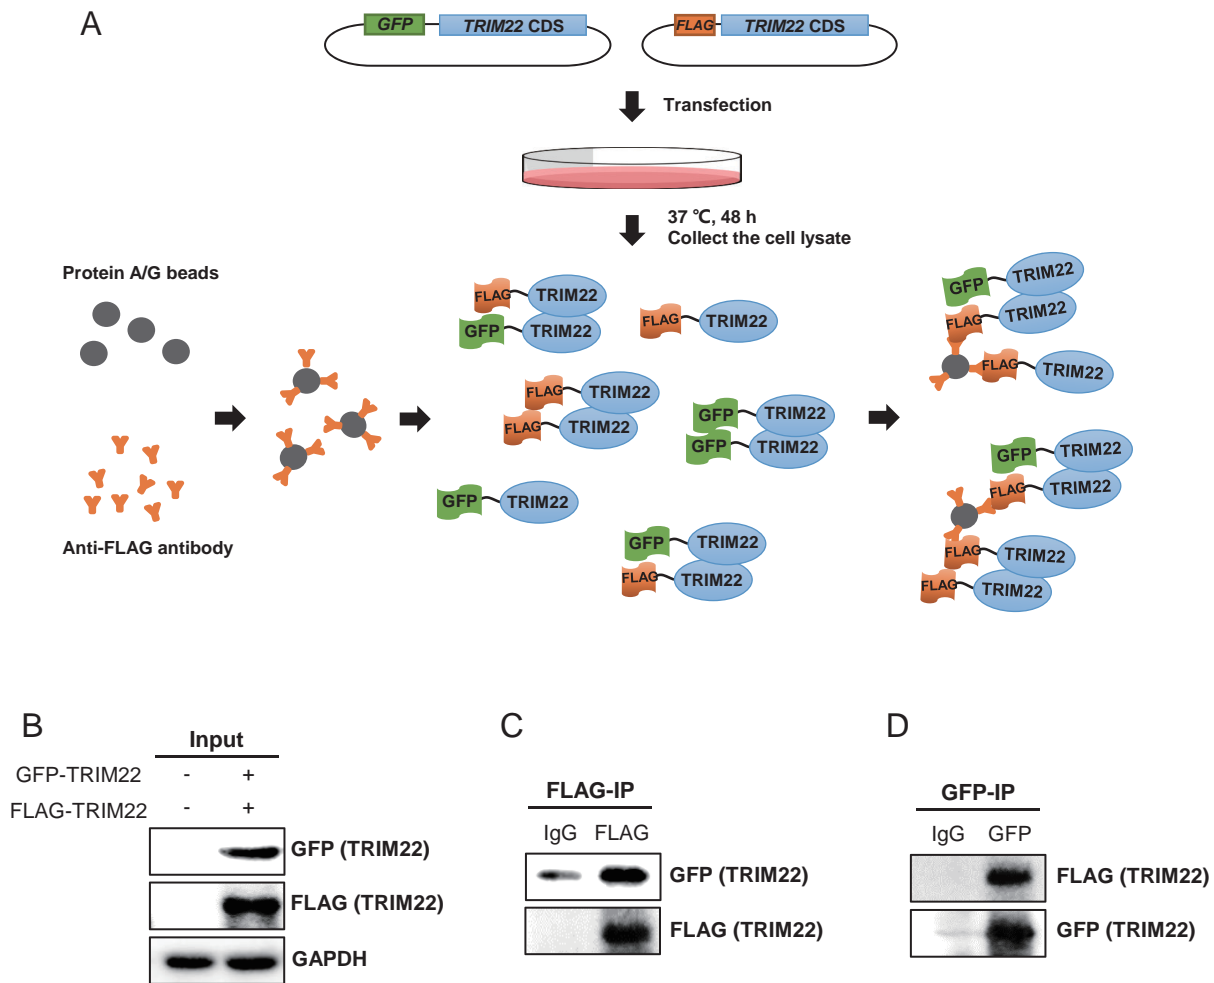 A
GFP
TRIM22 CDS
FLAG
TRIM22 CDS
Transfection
37 ℃, 48 h
Collect the cell lysate
Protein A/G beads
Anti-FLAG antibody
FLAG
TRIM22
GFP
TRIM22
FLAG
TRIM22
FLAG
TRIM22
FLAG
TRIM22
GFP
TRIM22
GFP
TRIM22
GFP
TRIM22
GFP
TRIM22
FLAG
TRIM22
GFP
TRIM22
FLAG
TRIM22
FLAG
TRIM22
GFP
TRIM22
FLAG
TRIM22
FLAG
TRIM22
FLAG
TRIM22
B
Input
GFP-TRIM22 - +
FLAG-TRIM22 - +
GFP (TRIM22)
FLAG (TRIM22)
GAPDH
C
FLAG-IP
IgG FLAG
GFP (TRIM22)
FLAG (TRIM22)
D
GFP-IP
IgG GFP
FLAG (TRIM22)
GFP (TRIM22)